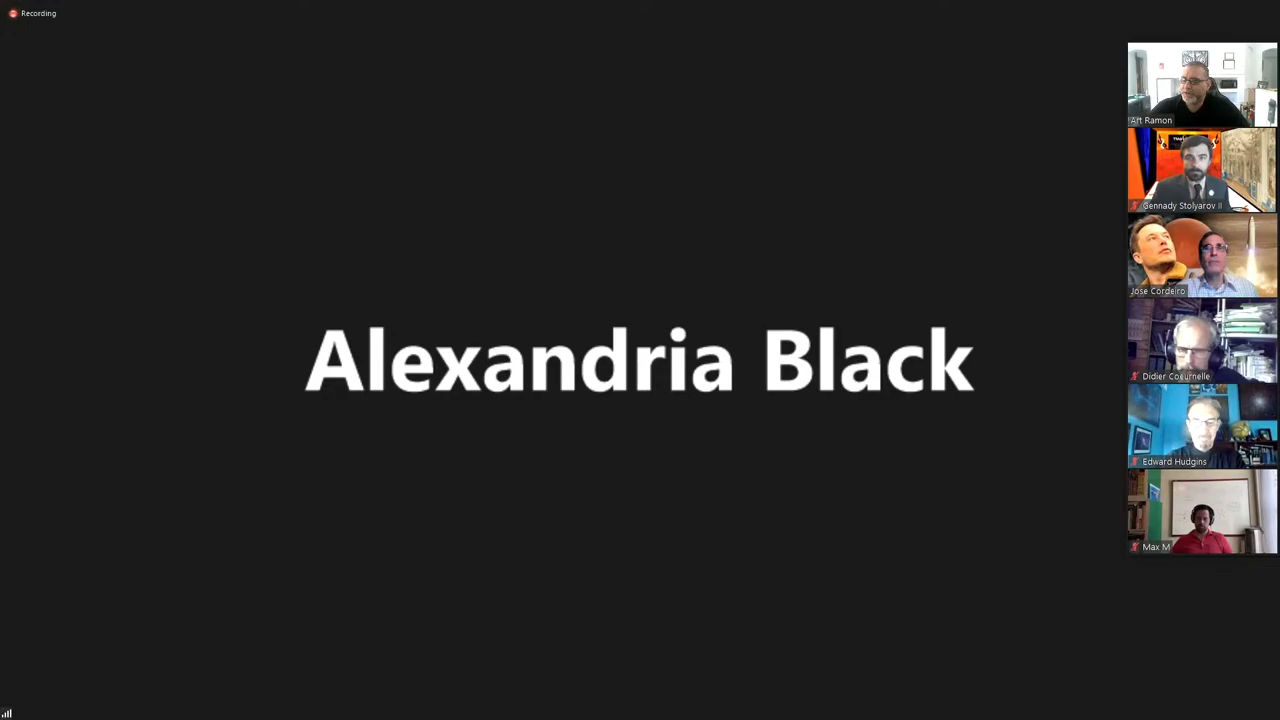 Recording
Art Ramon
Gennady Stolyarov II
Jose Cordeiro
Alexandria Black
Didier Coeurnelle
Edward Hudgins
Max M